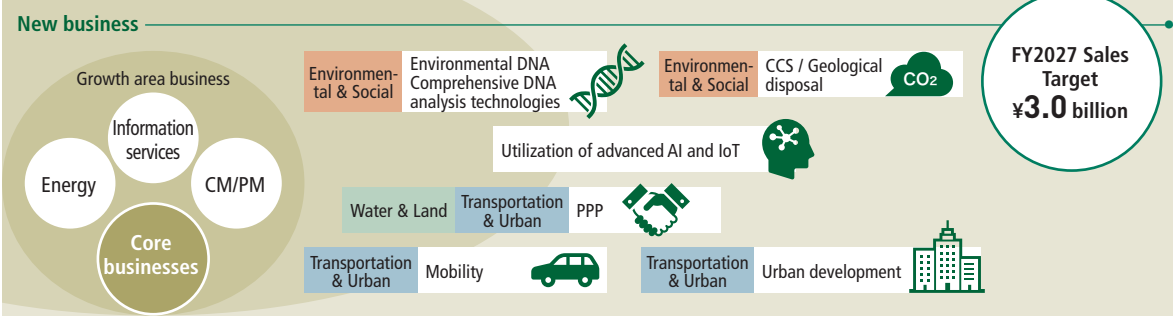 New business
Growth area business
Information
services
Energy
CM/PM
Core
businesses
Environmen-
tal & Social
Environmental DNA
Comprehensive DNA
analysis technologies
Environmen-
tal & Social
CCS / Geological
disposal
CO2
Utilization of advanced AI and IoT
Water & Land
Transportation
& Urban
PPP
Transportation
& Urban
Mobility
Transportation
& Urban
Urban development
FY2027 Sales
Target
¥3.0 billion